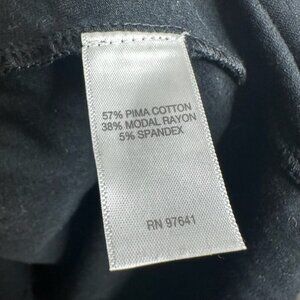 57% PIMA COTTON
38% MODAL RAYON
5% SPANDEX
RN 97641